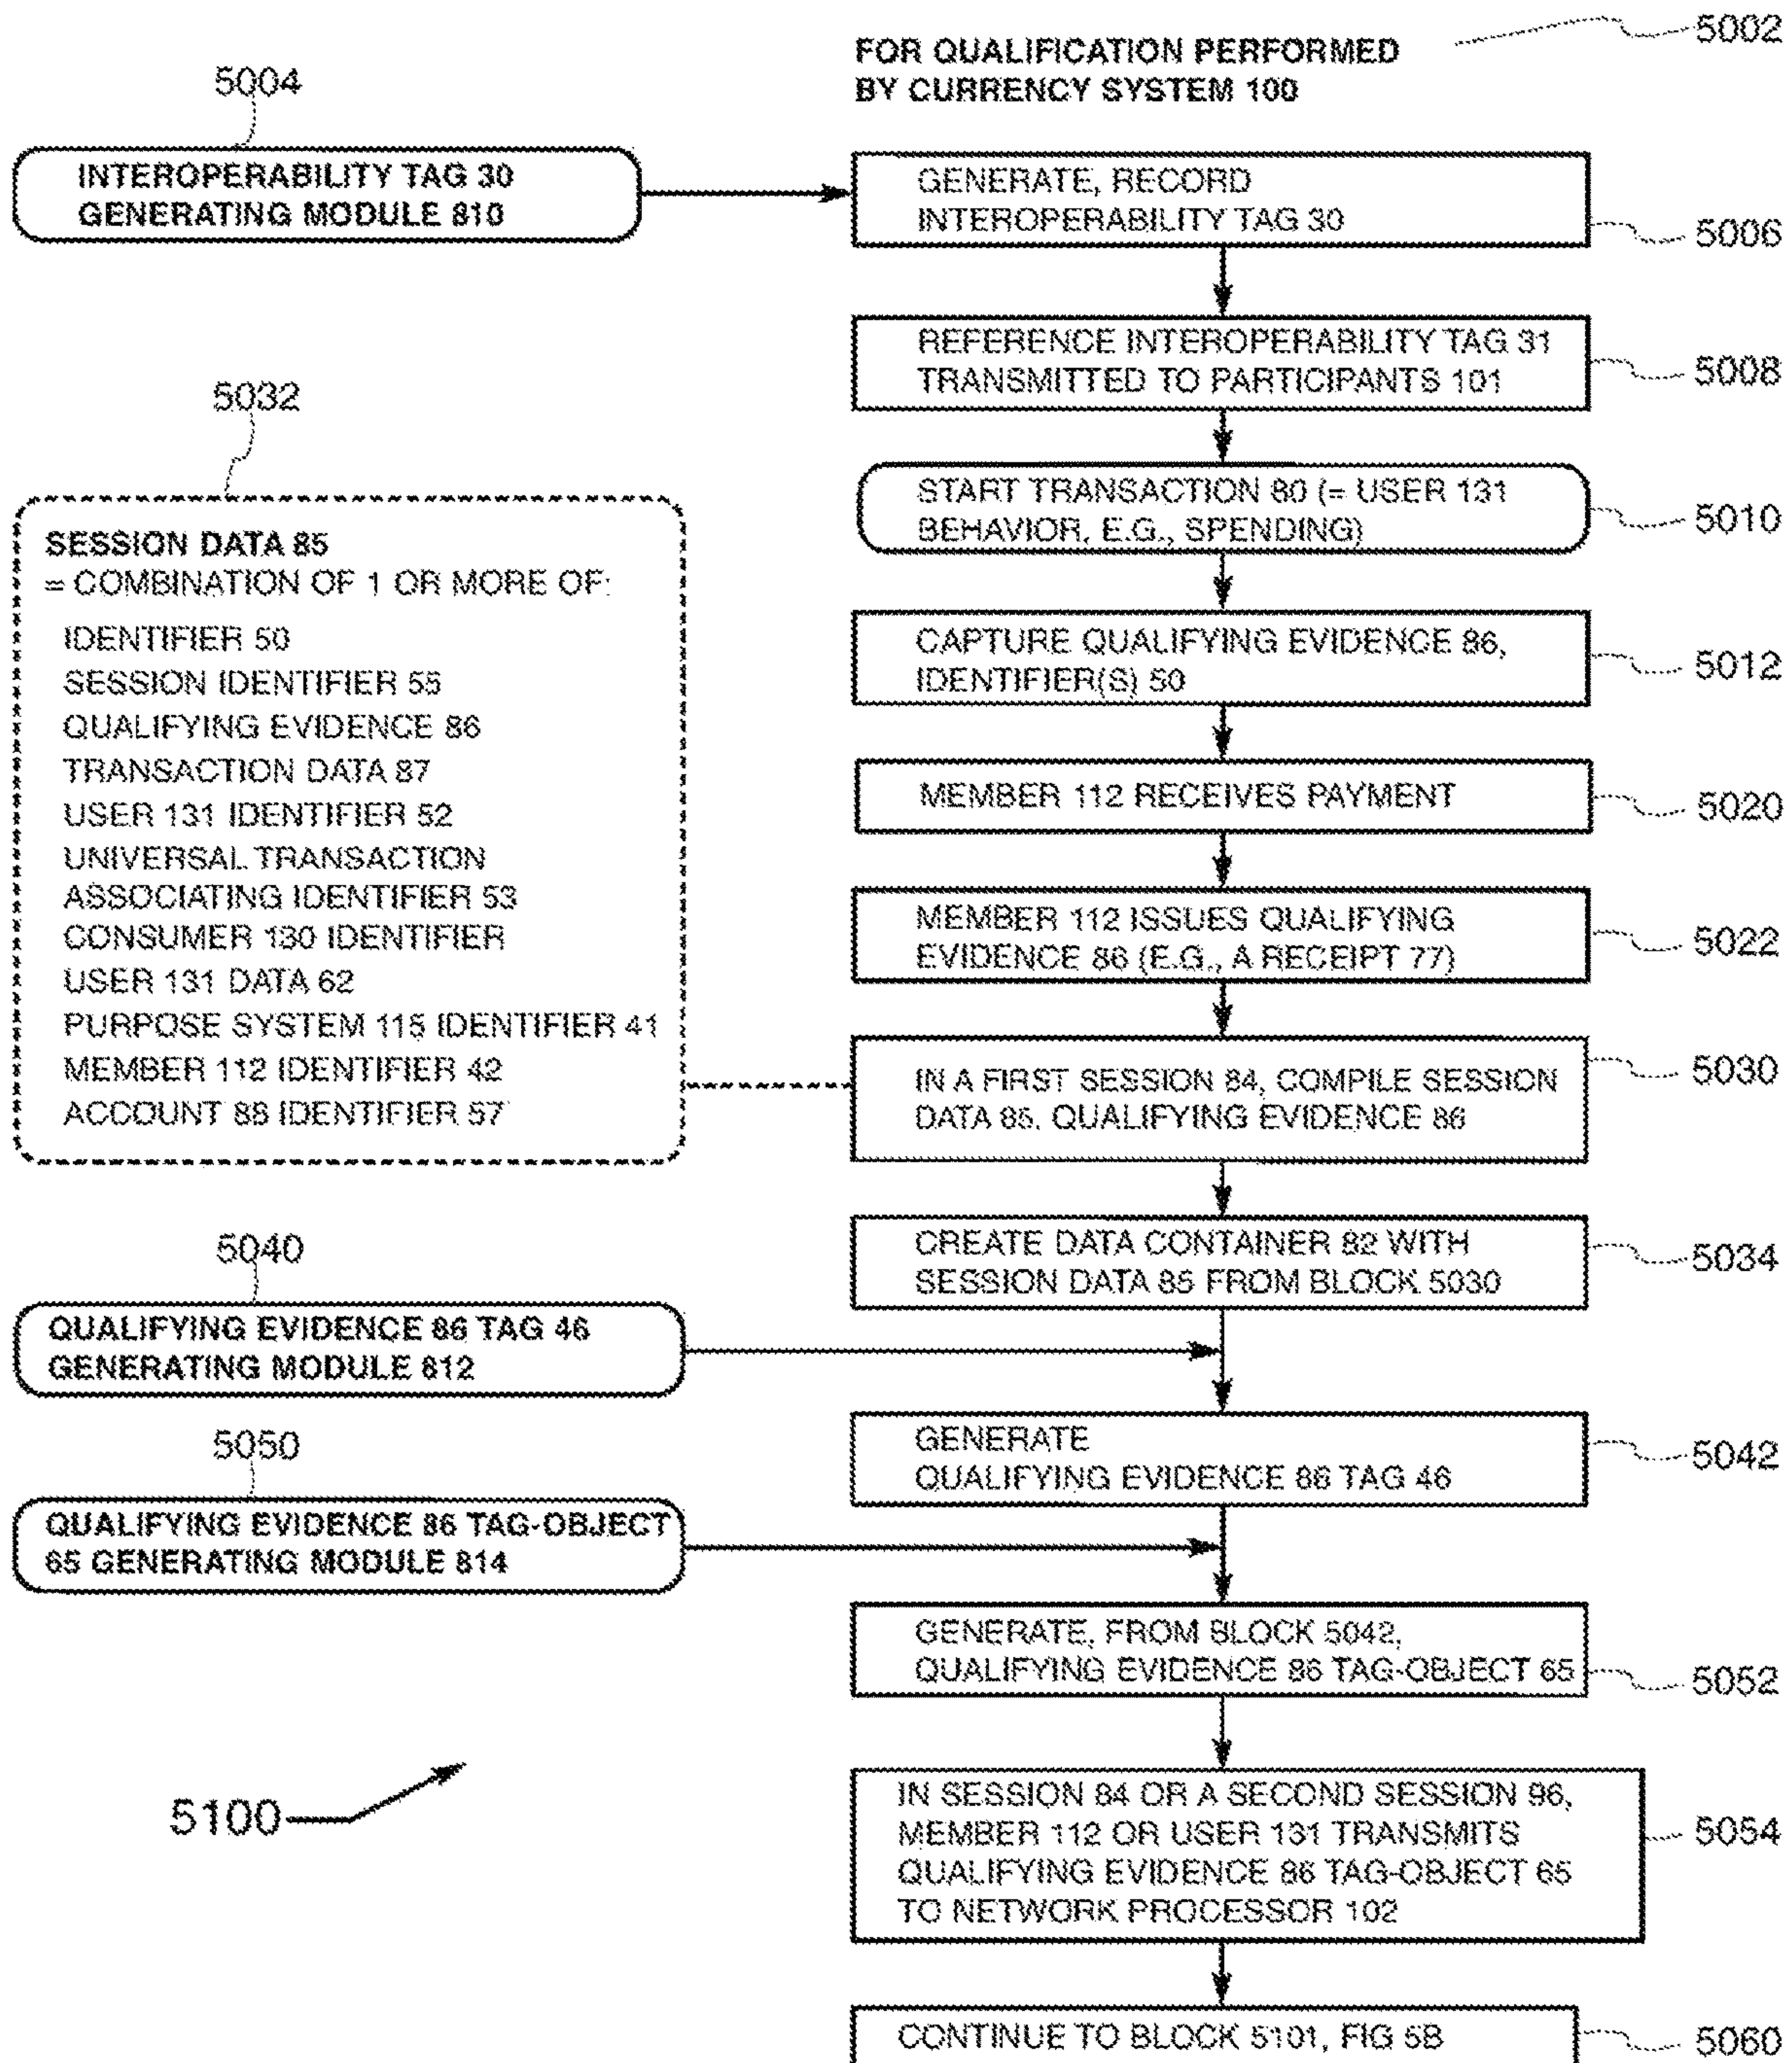 5002
FOR QUALIFICATION PERFORMED
BY CURRENCY SYSTEM 100
5004
INTEROPERABILITY TAG 30
GENERATING MODULE 810
GENERATE, RECORD
INTEROPERABILITY TAG 30
5006
REFERENCE INTEROPERABILITY TAG 31
TRANSMITTED TO PARTICIPANTS 101
5008
START TRANSACTION 80 (= USER 131
BEHAVIOR, E.G., SPENDING)
5010
CAPTURE QUALIFYING EVIDENCE 86,
IDENTIFIER(S) 50
5012
MEMBER 112 RECEIVES PAYMENT
5020
MEMBER 112 ISSUES QUALIFYING
EVIDENCE 86 (E.G., A RECEIPT 77)
5022
5032
SESSION DATA 85
= COMBINATION OF 1 OR MORE OF:
IDENTIFIER 50
SESSION IDENTIFIER 55
QUALIFYING EVIDENCE 86
TRANSACTION DATA 87
USER 131 IDENTIFIER 52
UNIVERSAL TRANSACTION
ASSOCIATING IDENTIFIER 53
CONSUMER 130 IDENTIFIER
USER 131 DATA 62
PURPOSE SYSTEM 115 IDENTIFIER 41
MEMBER 112 IDENTIFIER 42
ACCOUNT 88 IDENTIFIER 57
IN A FIRST SESSION 84, COMPILE SESSION
DATA 85, QUALIFYING EVIDENCE 86
5030
CREATE DATA CONTAINER 82 WITH
SESSION DATA 85 FROM BLOCK 5030
5034
5040
QUALIFYING EVIDENCE 86 TAG 46
GENERATING MODULE 812
GENERATE
QUALIFYING EVIDENCE 86 TAG 46
5042
5050
QUALIFYING EVIDENCE 86 TAG-OBJECT
65 GENERATING MODULE 814
GENERATE, FROM BLOCK 5042,
QUALIFYING EVIDENCE 86 TAG-OBJECT 65
5052
5100
IN SESSION 84 OR A SECOND SESSION 96,
MEMBER 112 OR USER 131 TRANSMITS
QUALIFYING EVIDENCE 86 TAG-OBJECT 65
TO NETWORK PROCESSOR 102
5054
CONTINUE TO BLOCK 5101, FIG 5B
5060